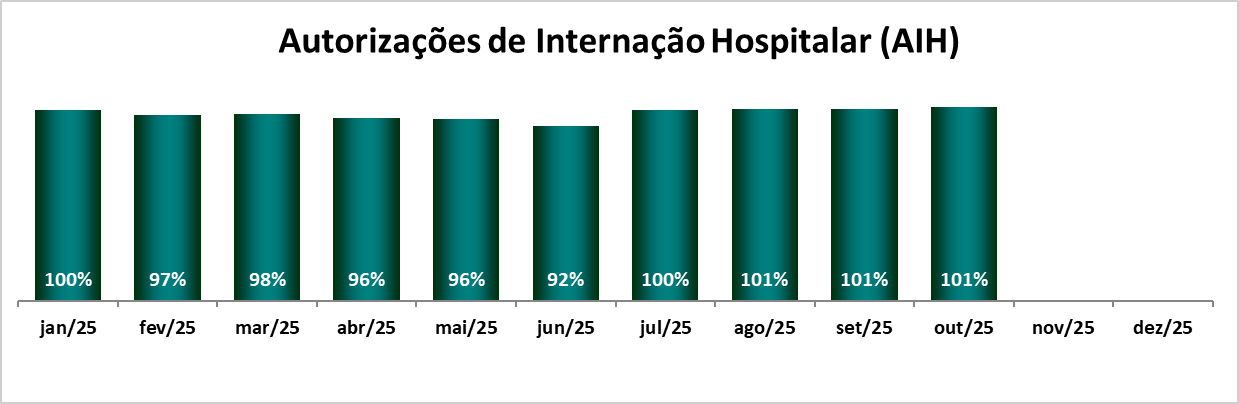 Autorizações de Internação Hospitalar (AIH)
100% 97% 98% 96% 96% 92% 100% 101% 101% 101%
jan/25 fev/25 mar/25 abr/25 mai/25 jun/25 jul/25 ago/25 set/25 out/25 nov/25 dez/25